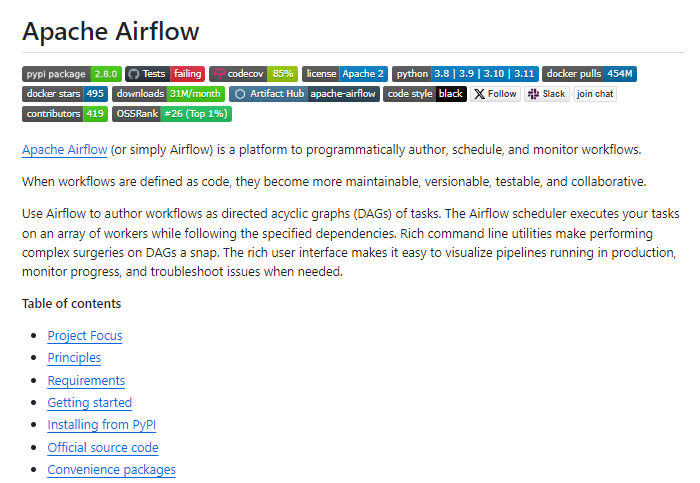 Apache Airflow
pypi package 2.8.0 Tests failing codecov 85% license Apache 2 python 3.8 | 3.9 | 3.10 | 3.11 docker pulls 454M
docker stars 495 downloads 31M/month Artifact Hub apache-airflow code style black Follow Slack join chat
contributors 419 OSSRank #26 (Top 1%)
Apache Airflow (or simply Airflow) is a platform to programmatically author, schedule, and monitor workflows.
When workflows are defined as code, they become more maintainable, versionable, testable, and collaborative.
Use Airflow to author workflows as directed acyclic graphs (DAGs) of tasks. The Airflow scheduler executes your tasks
on an array of workers while following the specified dependencies. Rich command line utilities make performing
complex surgeries on DAGs a snap. The rich user interface makes it easy to visualize pipelines running in production,
monitor progress, and troubleshoot issues when needed.
Table of contents
Project Focus
Principles
Requirements
Getting started
Installing from PyPI
Official source code
Convenience packages